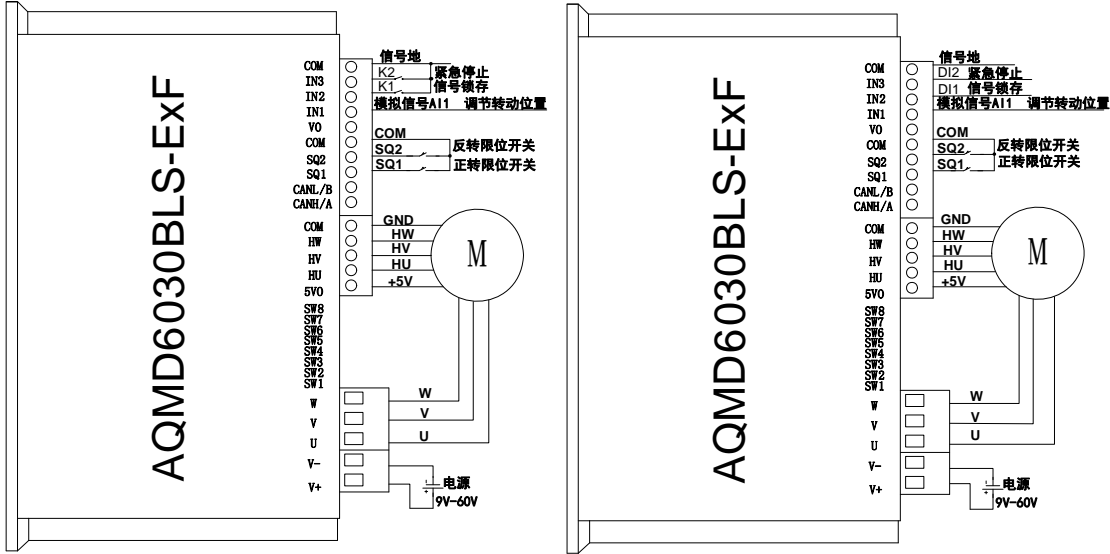 AQMD6030BLS-ExF
COM
IN3
IN2
IN1
VO
COM
SQ2
SQ1
CANL/B
CANH/A
COM
HW
HV
HU
5VO
SW8
SW7
SW6
SW5
SW4
SW3
SW2
SW1
W
V
U
V-
V+
信号地
K2 紧急停止
K1 信号锁存
模拟信号AI1 调节转动位置
COM
SQ2 反转限位开关
SQ1 正转限位开关
GND
HW
HV
HU
+5V
M
W
V
U
电源
9V-60V
AQMD6030BLS-ExF
COM
IN3
IN2
IN1
VO
COM
SQ2
SQ1
CANL/B
CANH/A
COM
HW
HV
HU
5VO
SW8
SW7
SW6
SW5
SW4
SW3
SW2
SW1
W
V
U
V-
V+
信号地
DI2 紧急停止
DI1 信号锁存
模拟信号AI1 调节转动位置
COM
SQ2 反转限位开关
SQ1 正转限位开关
GND
HW
HV
HU
+5V
M
W
V
U
电源
9V-60V